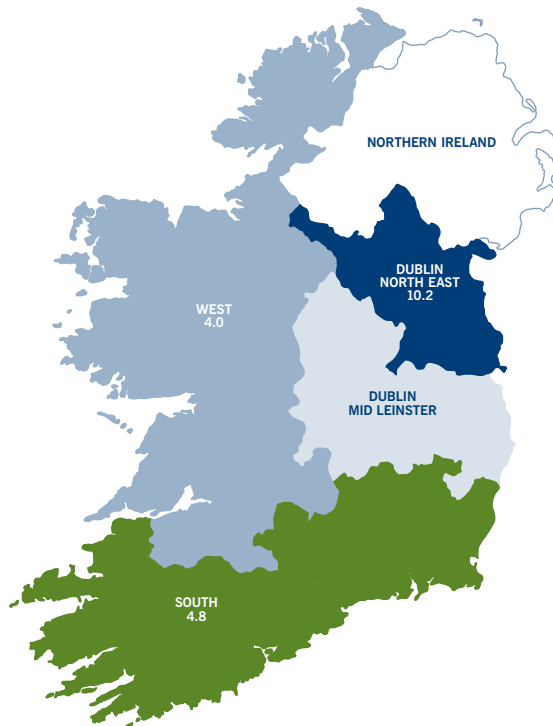 NORTHERN IRELAND
DUBLIN
NORTH EAST
10.2
WEST
4.0
DUBLIN
MID LEINSTER
SOUTH
4.8